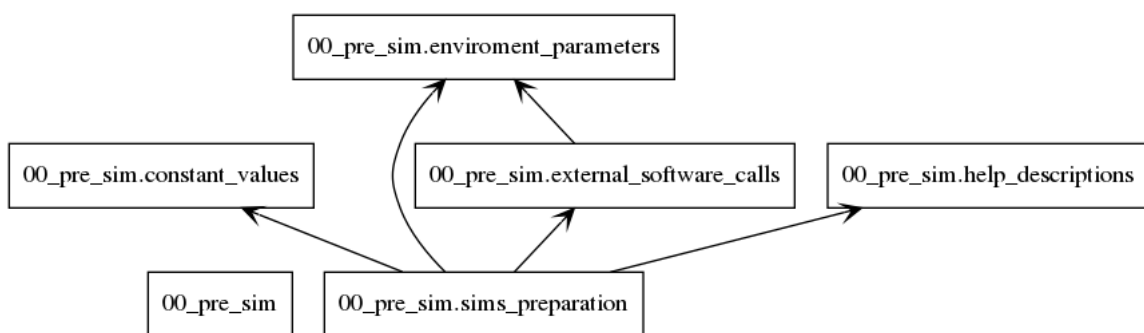 00_pre_sim.enviroment_parameters
00_pre_sim.constant_values
00_pre_sim.external_software_calls
00_pre_sim.help_descriptions
00_pre_sim
00_pre_sim.sims_preparation